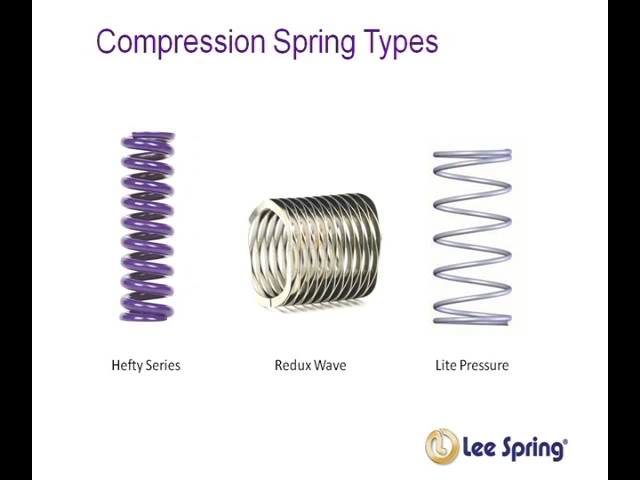 Compression Spring Types
Hefty Series
Redux Wave
Lite Pressure
Lee Spring®